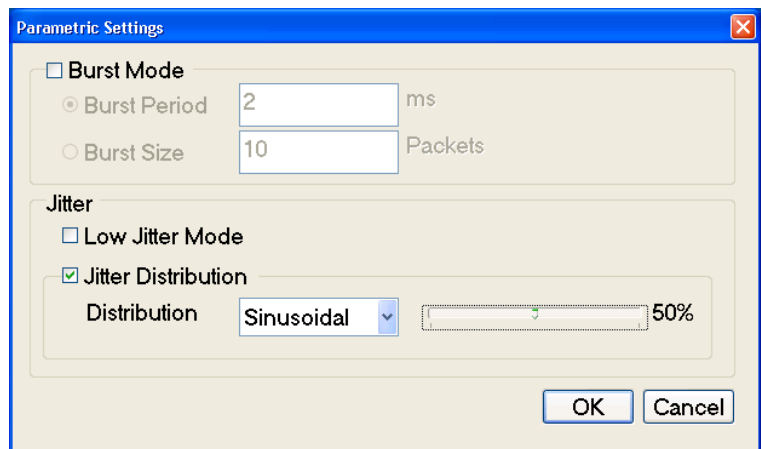 Parametric Settings
Burst Mode
Burst Period 2 ms
Burst Size 10 Packets
Jitter
Low Jitter Mode
Jitter Distribution
Distribution Sinusoidal 50%
OK Cancel